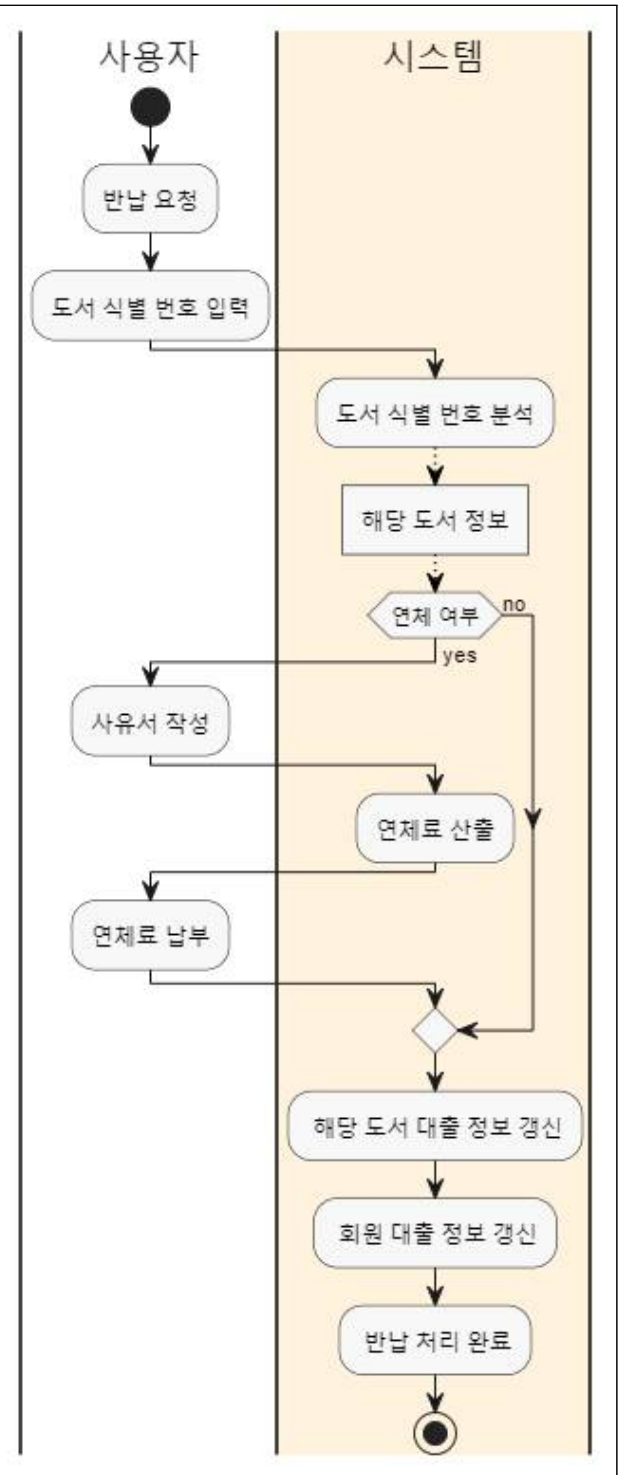 사용자
시스템
반납 요청
도서 식별 번호 입력
도서 식별 번호 분석
해당 도서 정보
연체 여부
no
yes
사유서 작성
연체료 산출
연체료 납부
해당 도서 대출 정보 갱신
회원 대출 정보 갱신
반납 처리 완료